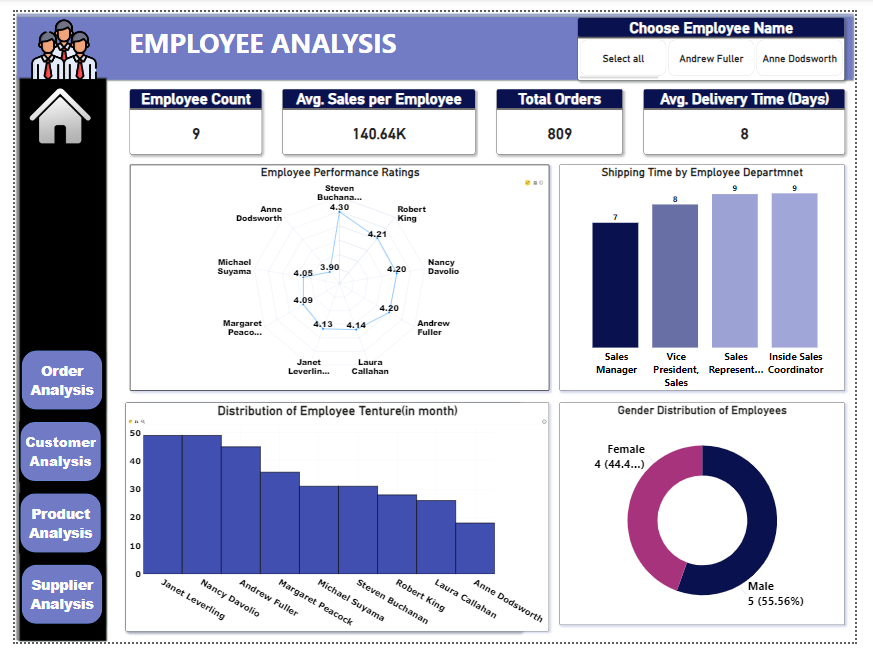 EMPLOYEE ANALYSIS
Choose Employee Name
Select all
Andrew Fuller
Anne Dodsworth
Employee Count
9
Avg. Sales per Employee
140.64K
Total Orders
809
Avg. Delivery Time (Days)
8
Employee Performance Ratings
Steven
Buchana...
4.30
Robert
King
4.21
Nancy
Davolio
4.20
Andrew
Fuller
4.20
Laura
Callahan
4.14
Janet
Leverlin...
4.13
Margaret
Peaco...
4.09
Michael
Suyama
4.05
Anne
Dodsworth
3.90
Shipping Time by Employee Departmnet
7
8
9
9
Sales
Manager
Vice
President,
Sales
Sales
Represent...
Inside Sales
Coordinator
Order
Analysis
Customer
Analysis
Product
Analysis
Supplier
Analysis
Distribution of Employee Tenture(in month)
50
40
30
20
10
0
Janet Leverling
Nancy Davolio
Andrew Fuller
Margaret Peacock
Michael Suyama
Steven Buchanan
Robert King
Laura Callahan
Anne Dodsworth
Gender Distribution of Employees
Female
4 (44.4...)
Male
5 (55.56%)